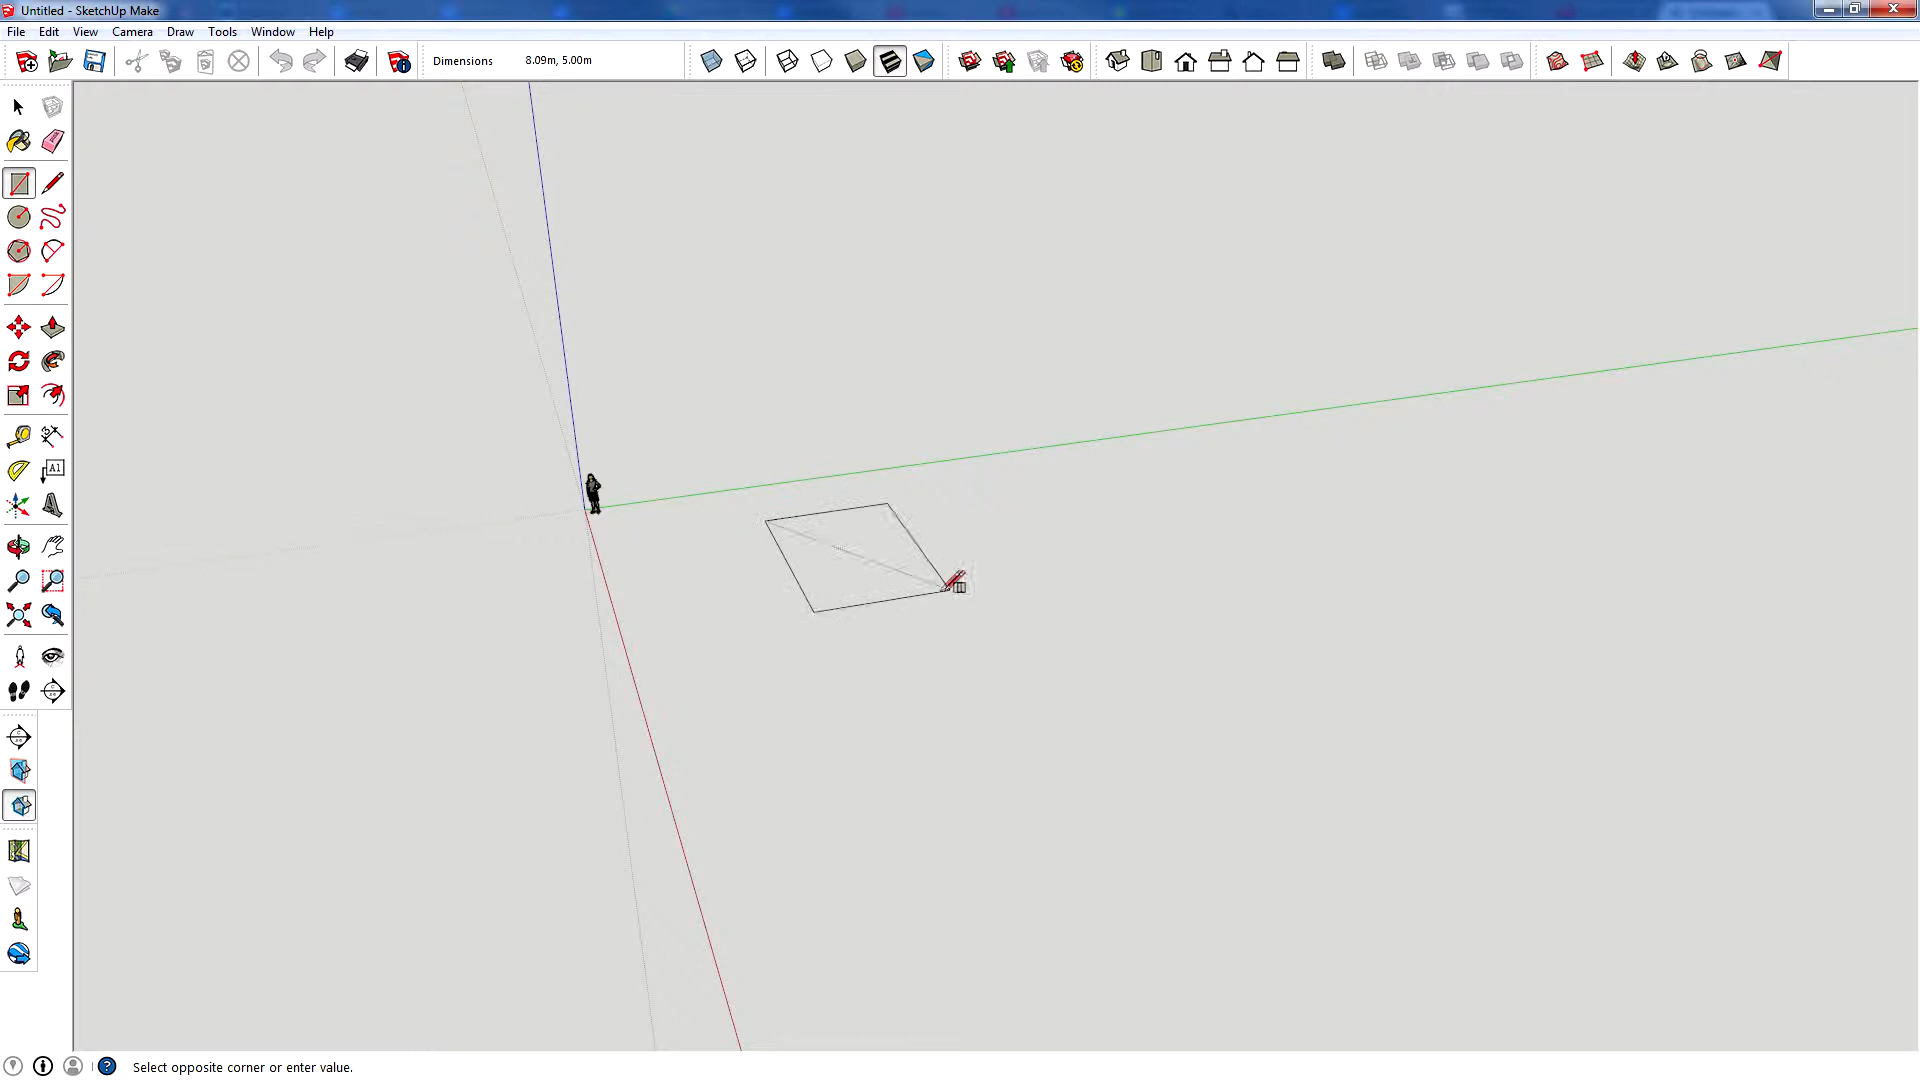 Untitled - SketchUp Make
File Edit View Camera Draw Tools Window Help
Dimensions 8.09m, 5.00m
A1
Select opposite corner or enter value.